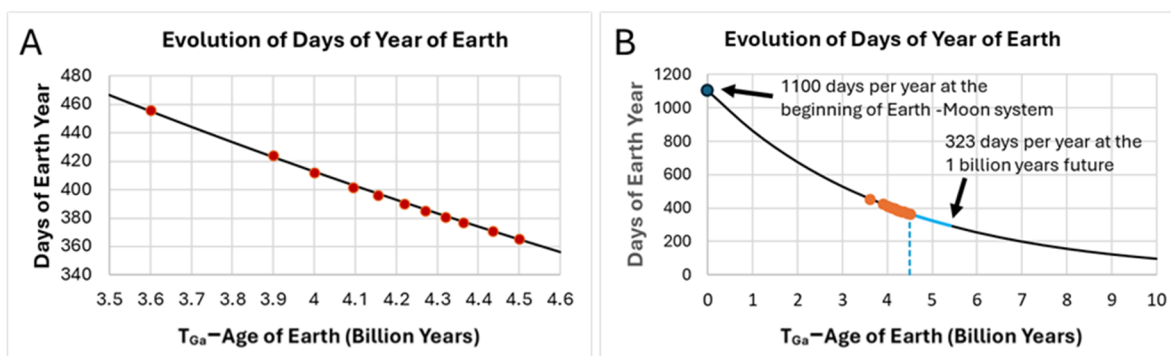 A
Evolution of Days of Year of Earth
Days of Earth Year
480
460
440
420
400
380
360
340
3.5 3.6 3.7 3.8 3.9 4 4.1 4.2 4.3 4.4 4.5 4.6
TGa−Age of Earth (Billion Years)
B
Evolution of Days of Year of Earth
Days of Earth Year
1200
1000
800
600
400
200
0
1100 days per year at the
beginning of Earth -Moon system
323 days per year at the
1 billion years future
0 1 2 3 4 5 6 7 8 9 10
TGa−Age of Earth (Billion Years)